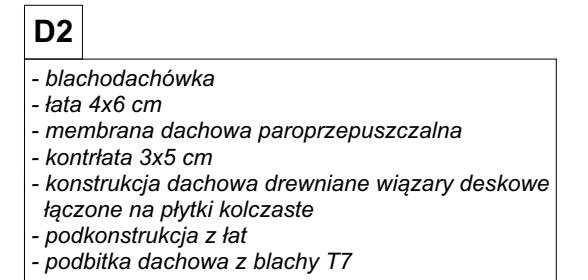 D2
- blachodachówka
- łata 4x6 cm
- membrana dachowa paroprzepuszczalna
- kontrłata 3x5 cm
- konstrukcja dachowa drewniane wiązary deskowe
łączone na płytki kolczaste
- podkonstrukcja z łat
- podbitka dachowa z blachy T7